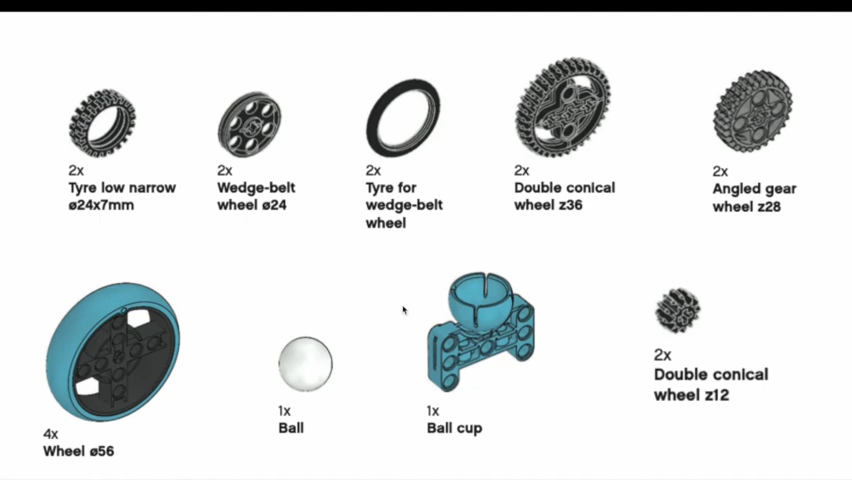 2x
Tyre low narrow
ø24x7mm
2x
Wedge-belt
wheel ø24
2x
Tyre for
wedge-belt
wheel
2x
Double conical
wheel z36
2x
Angled gear
wheel z28
4x
Wheel ø56
1x
Ball
1x
Ball cup
2x
Double conical
wheel z12